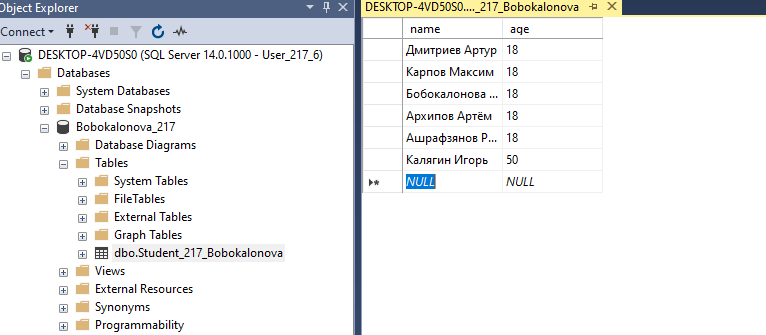 Object Explorer
Connect
DESKTOP-4VD50S0 (SQL Server 14.0.1000 - User_217_6)
Databases
System Databases
Database Snapshots
Bobokalonova_217
Database Diagrams
Tables
System Tables
FileTables
External Tables
Graph Tables
dbo.Student_217_Bobokalonova
Views
External Resources
Synonyms
Programmability
DESKTOP-4VD50S0...._217_Bobokalonova
name age
Дмитриев Артур 18
Карпов Максим 18
Бобокалонова ... 18
Архипов Артём 18
Ашрафзянов Р... 18
Калягин Игорь 50
NULL NULL